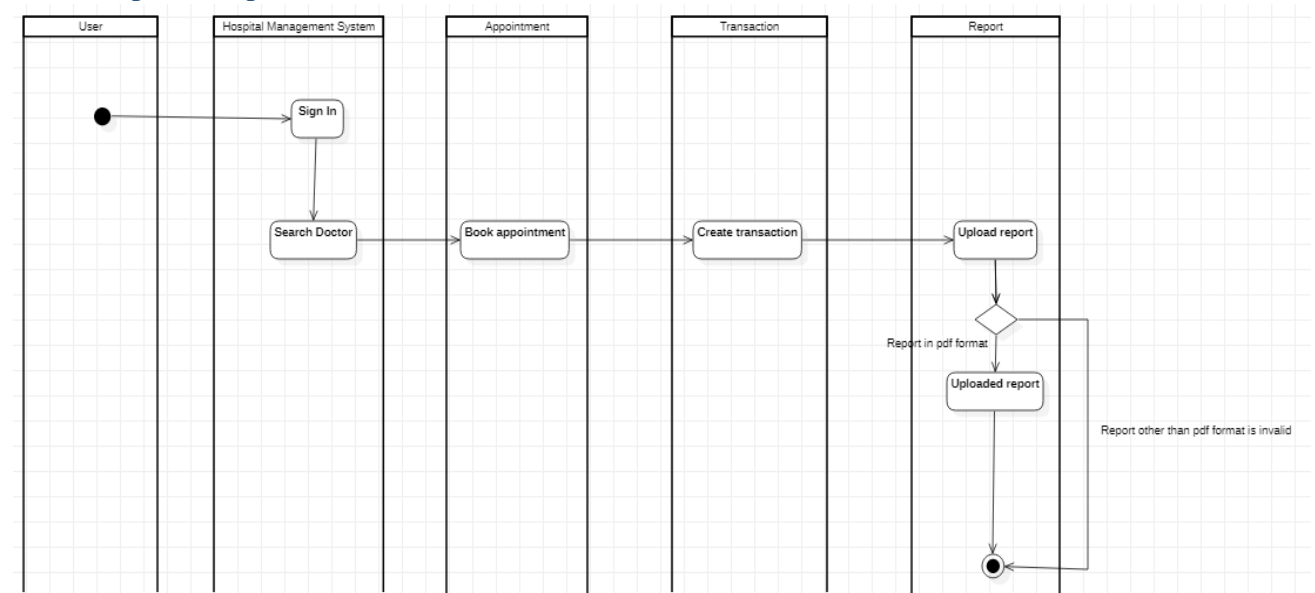 User
Hospital Management System
Appointment
Transaction
Report
Sign In
Search Doctor
Book appointment
Create transaction
Upload report
Report in pdf format
Uploaded report
Report other than pdf format is invalid